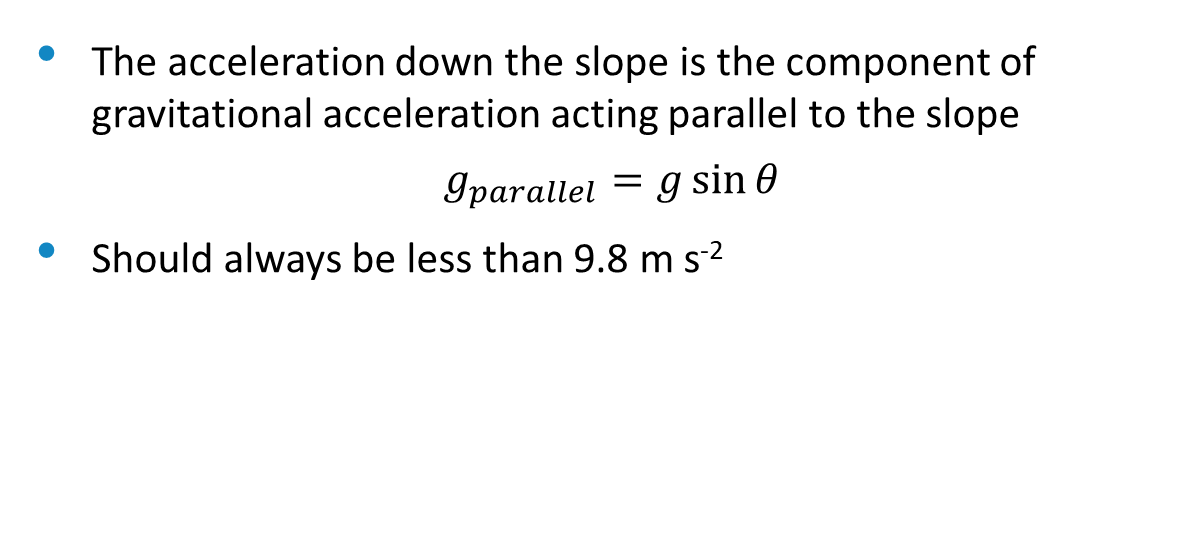 • The acceleration down the slope is the component of
gravitational acceleration acting parallel to the slope
g_parallel = g sin θ
• Should always be less than 9.8 m s⁻²